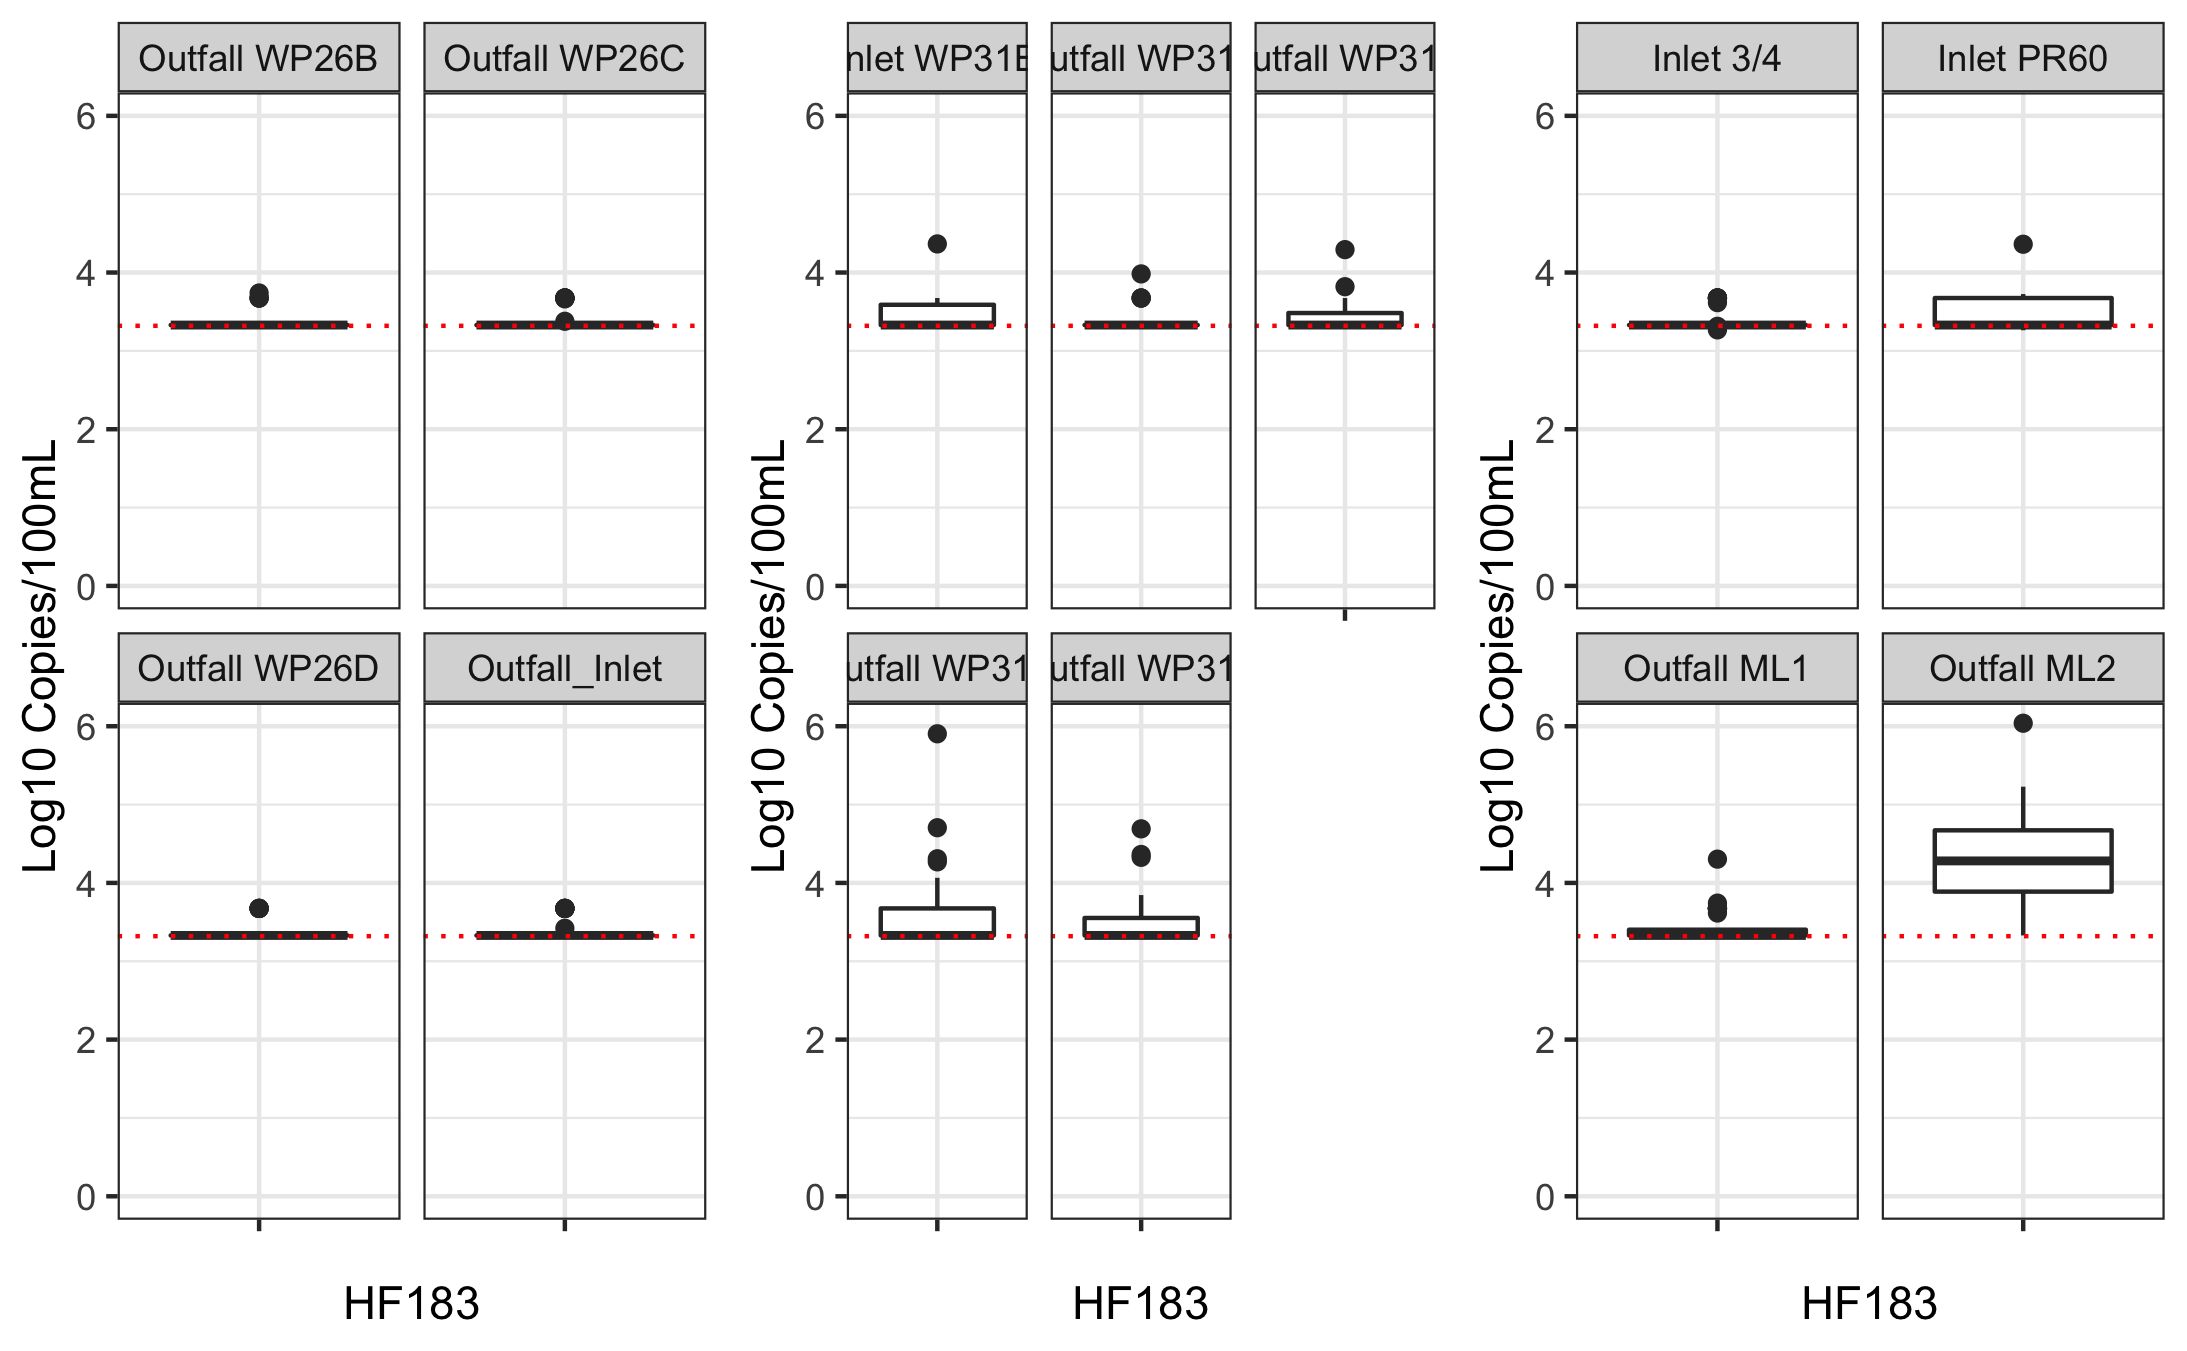 Outfall WP26B Outfall WP26C
6
4
2
0
Outfall WP26D Outfall_Inlet
6
4
2
0
Log10 Copies/100mL
HF183
nlet WP31E utfall WP31 utfall WP31
6
4
2
0
utfall WP31 utfall WP31
6
4
2
0
Log10 Copies/100mL
HF183
Inlet 3/4 Inlet PR60
6
4
2
0
Outfall ML1 Outfall ML2
6
4
2
0
Log10 Copies/100mL
HF183